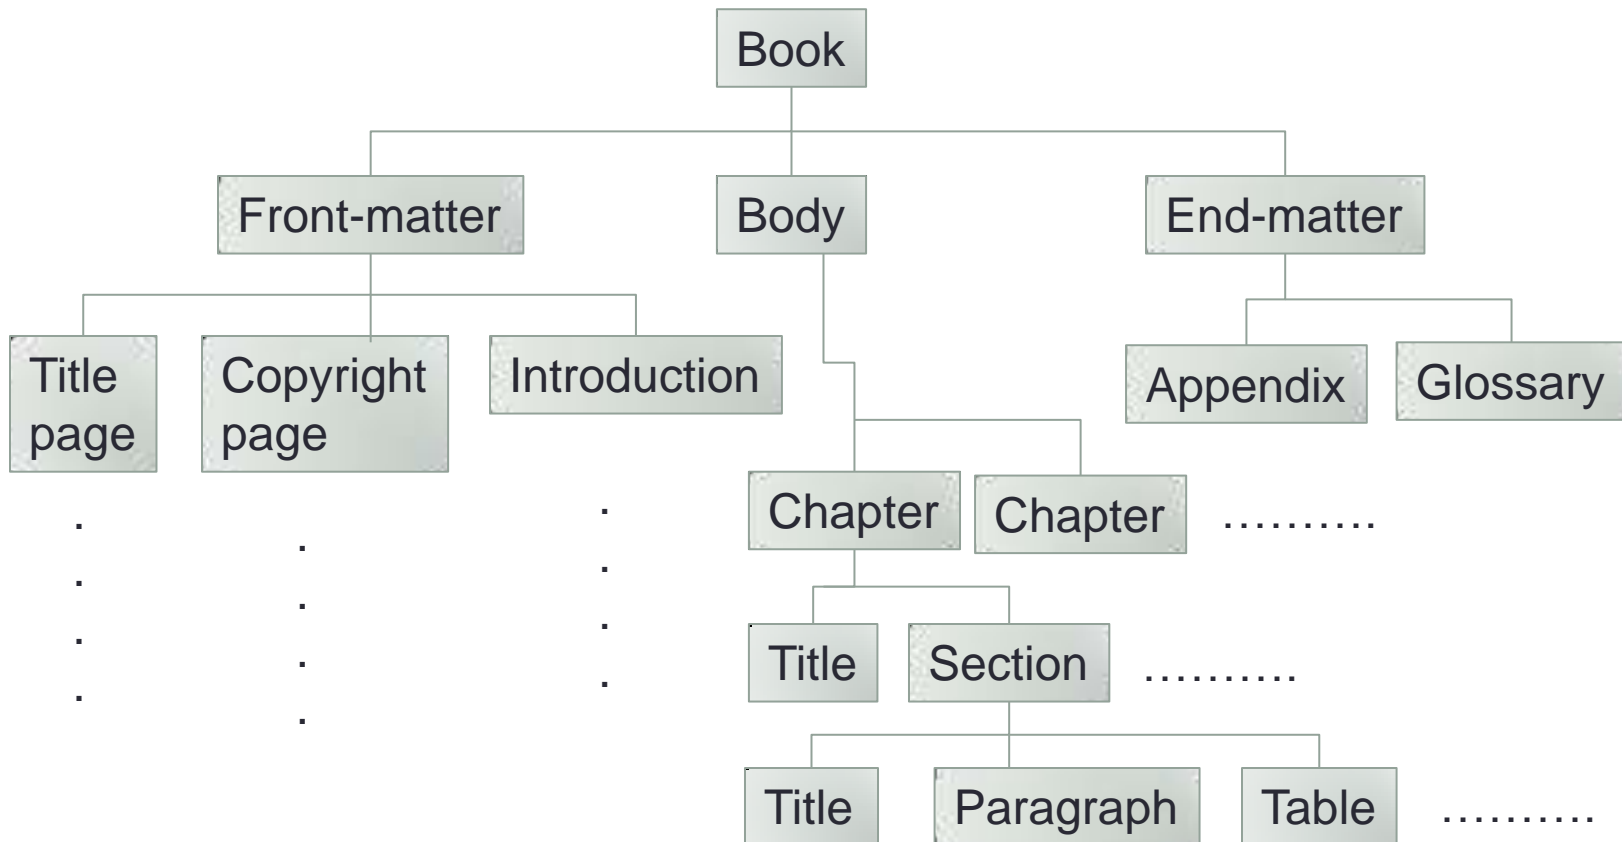 Book
Front-matter
Body
End-matter
Title
page
Copyright
page
Introduction
Appendix
Glossary
Chapter
Chapter
..........
Title
Section
..........
Title
Paragraph
Table
..........